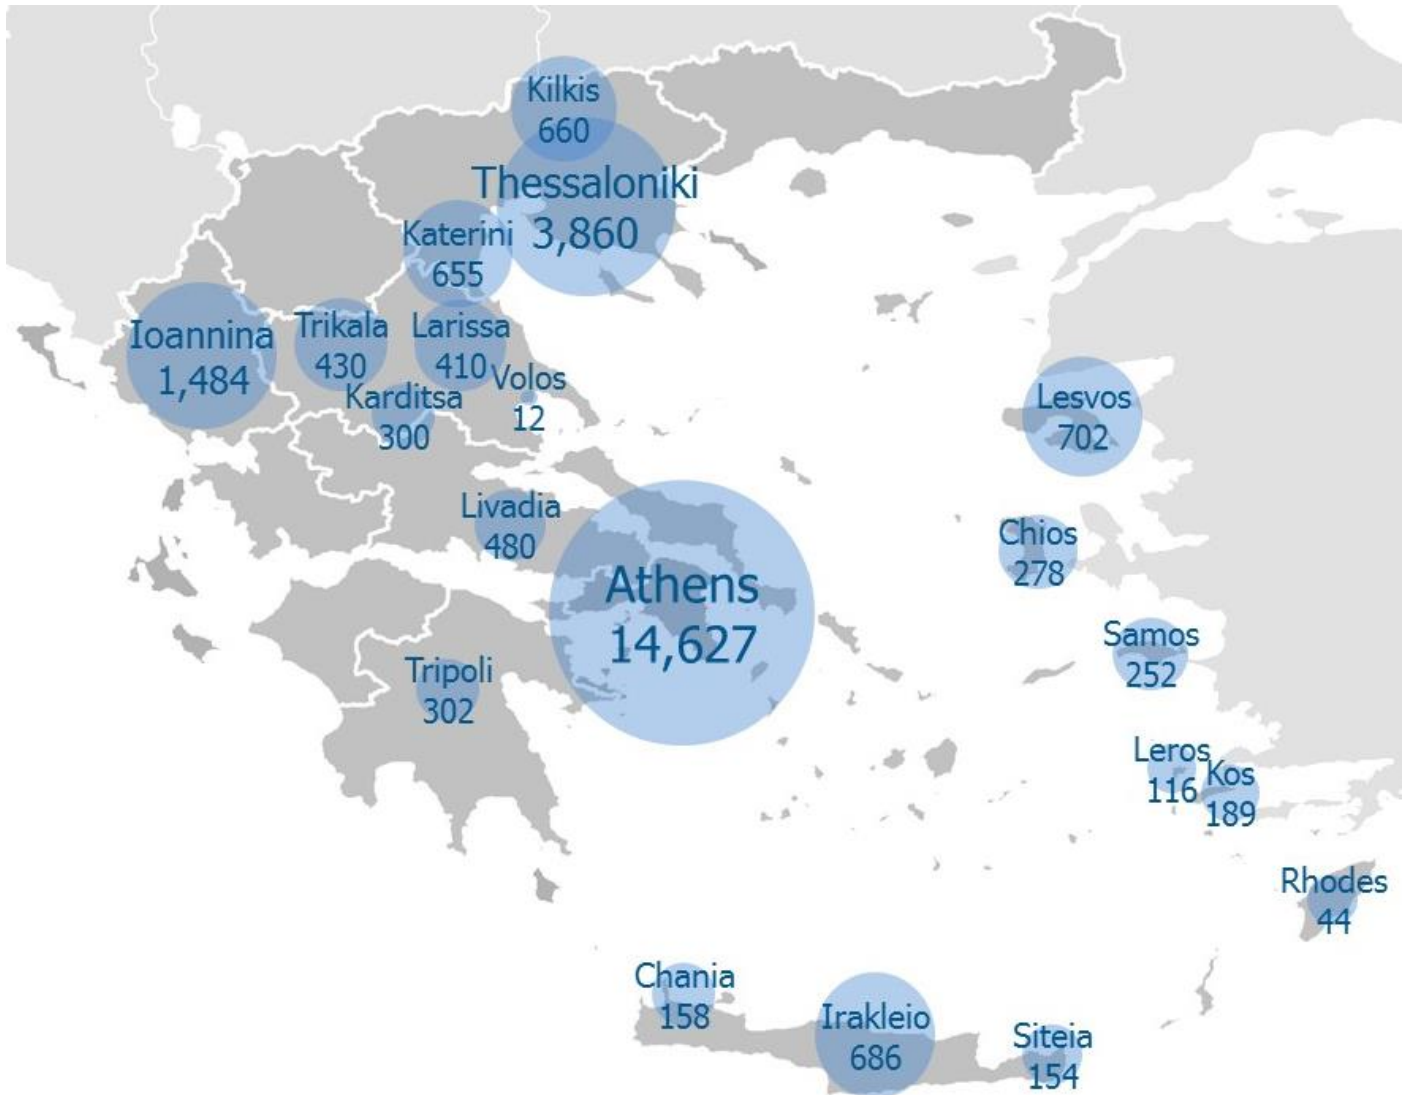 Kilkis
660
Thessaloniki
3,860
Katerini
655
Ioannina
1,484
Trikala
430
Larissa
410
Volos
12
Karditsa
300
Lesvos
702
Livadia
480
Chios
278
Athens
14,627
Samos
252
Tripoli
302
Leros
116
Kos
189
Rhodes
44
Chania
158
Irakleio
686
Siteia
154